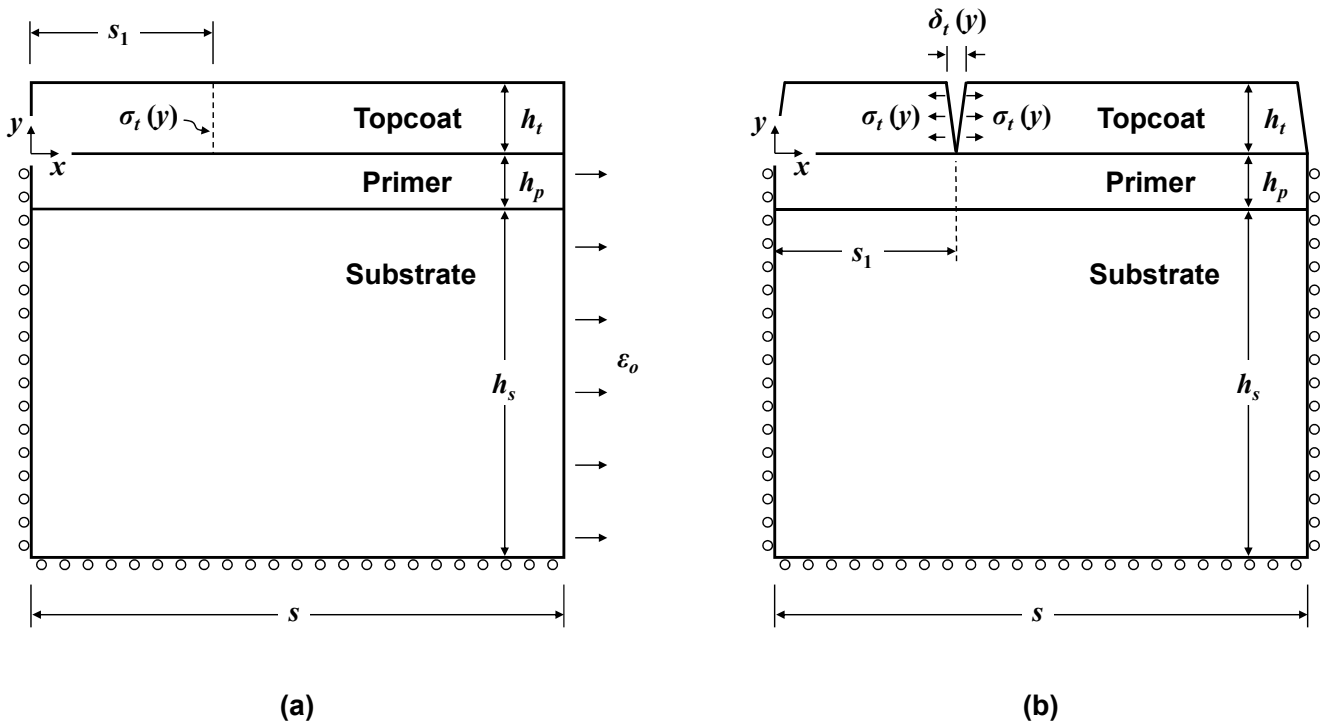 s1
σt (y)
Topcoat
ht
y
x
Primer
hp
Substrate
hs
εo
s
(a)
δt (y)
σt (y)
σt (y)
Topcoat
ht
y
x
Primer
hp
s1
Substrate
hs
s
(b)